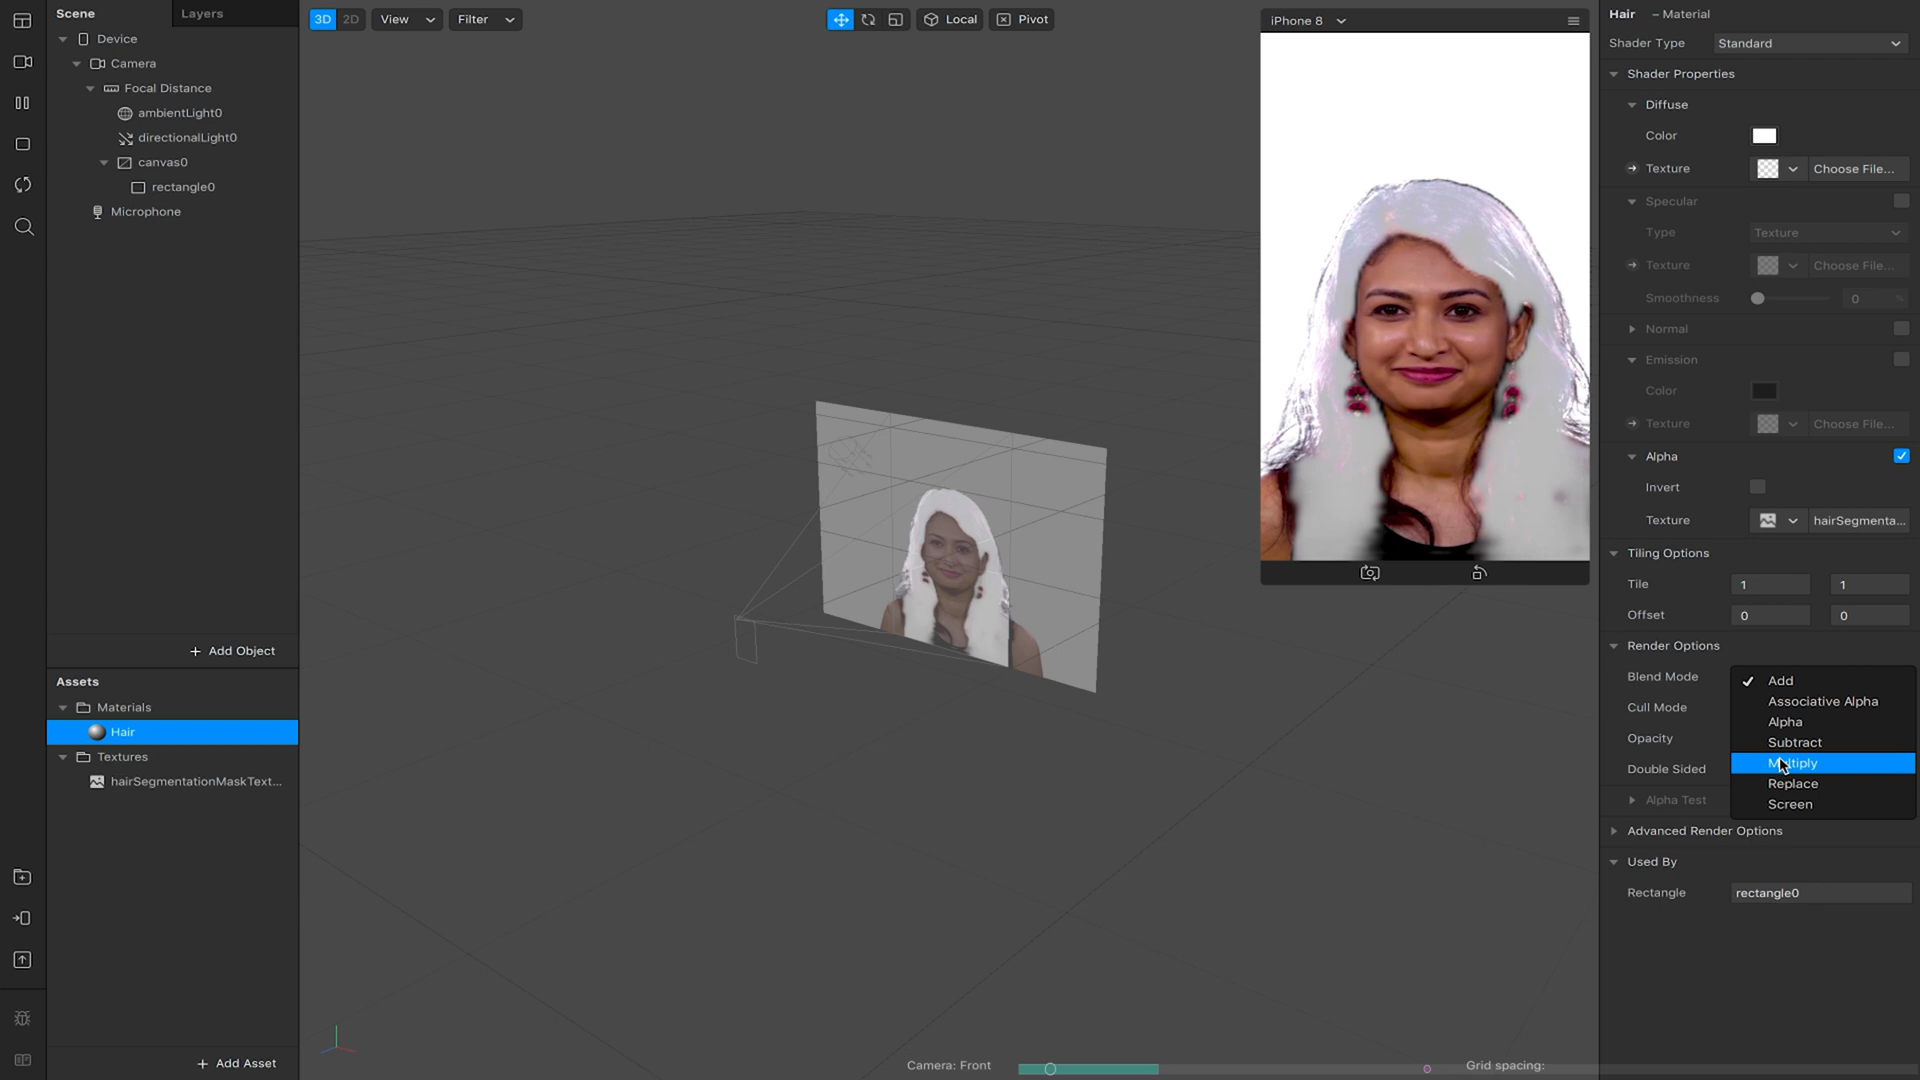 Scene
Layers
Device
Camera
Focal Distance
ambientLight0
directionalLight0
canvas0
rectangle0
Microphone
+ Add Object
Assets
Materials
Hair
Textures
hairSegmentationMaskText...
+ Add Asset
3D 2D View Filter
Local Pivot
iPhone 8
Camera: Front
Grid spacing:
Hair – Material
Shader Type Standard
Shader Properties
Diffuse
Color
Texture Choose File...
Specular
Type Texture
Texture Choose File...
Smoothness 0 %
Normal
Emission
Color
Texture Choose File...
Alpha
Invert
Texture hairSegmenta...
Tiling Options
Tile 1 1
Offset 0 0
Render Options
Blend Mode
Cull Mode
Opacity
Double Sided
Alpha Test
Add
Associative Alpha
Alpha
Subtract
Multiply
Replace
Screen
Advanced Render Options
Used By
Rectangle rectangle0